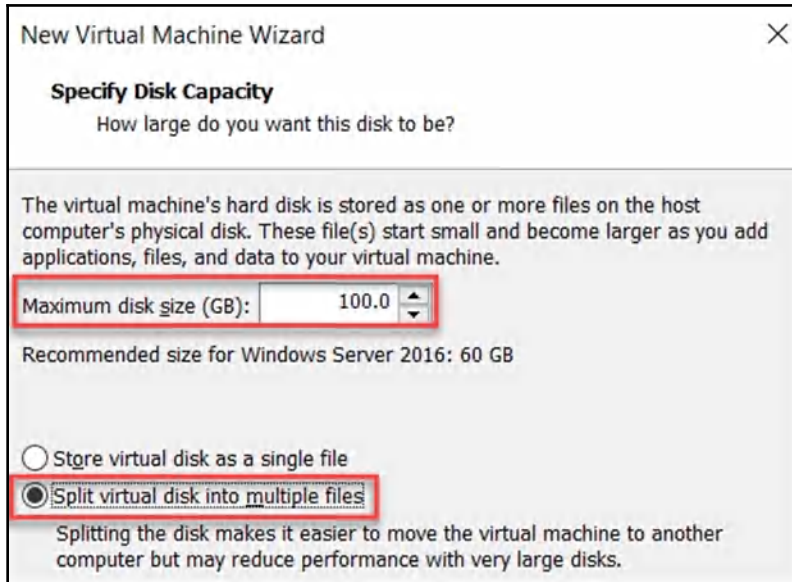 New Virtual Machine Wizard
Specify Disk Capacity
How large do you want this disk to be?
The virtual machine's hard disk is stored as one or more files on the host
computer's physical disk. These file(s) start small and become larger as you add
applications, files, and data to your virtual machine.
Maximum disk size (GB): 100.0
Recommended size for Windows Server 2016: 60 GB
Store virtual disk as a single file
Split virtual disk into multiple files
Splitting the disk makes it easier to move the virtual machine to another
computer but may reduce performance with very large disks.